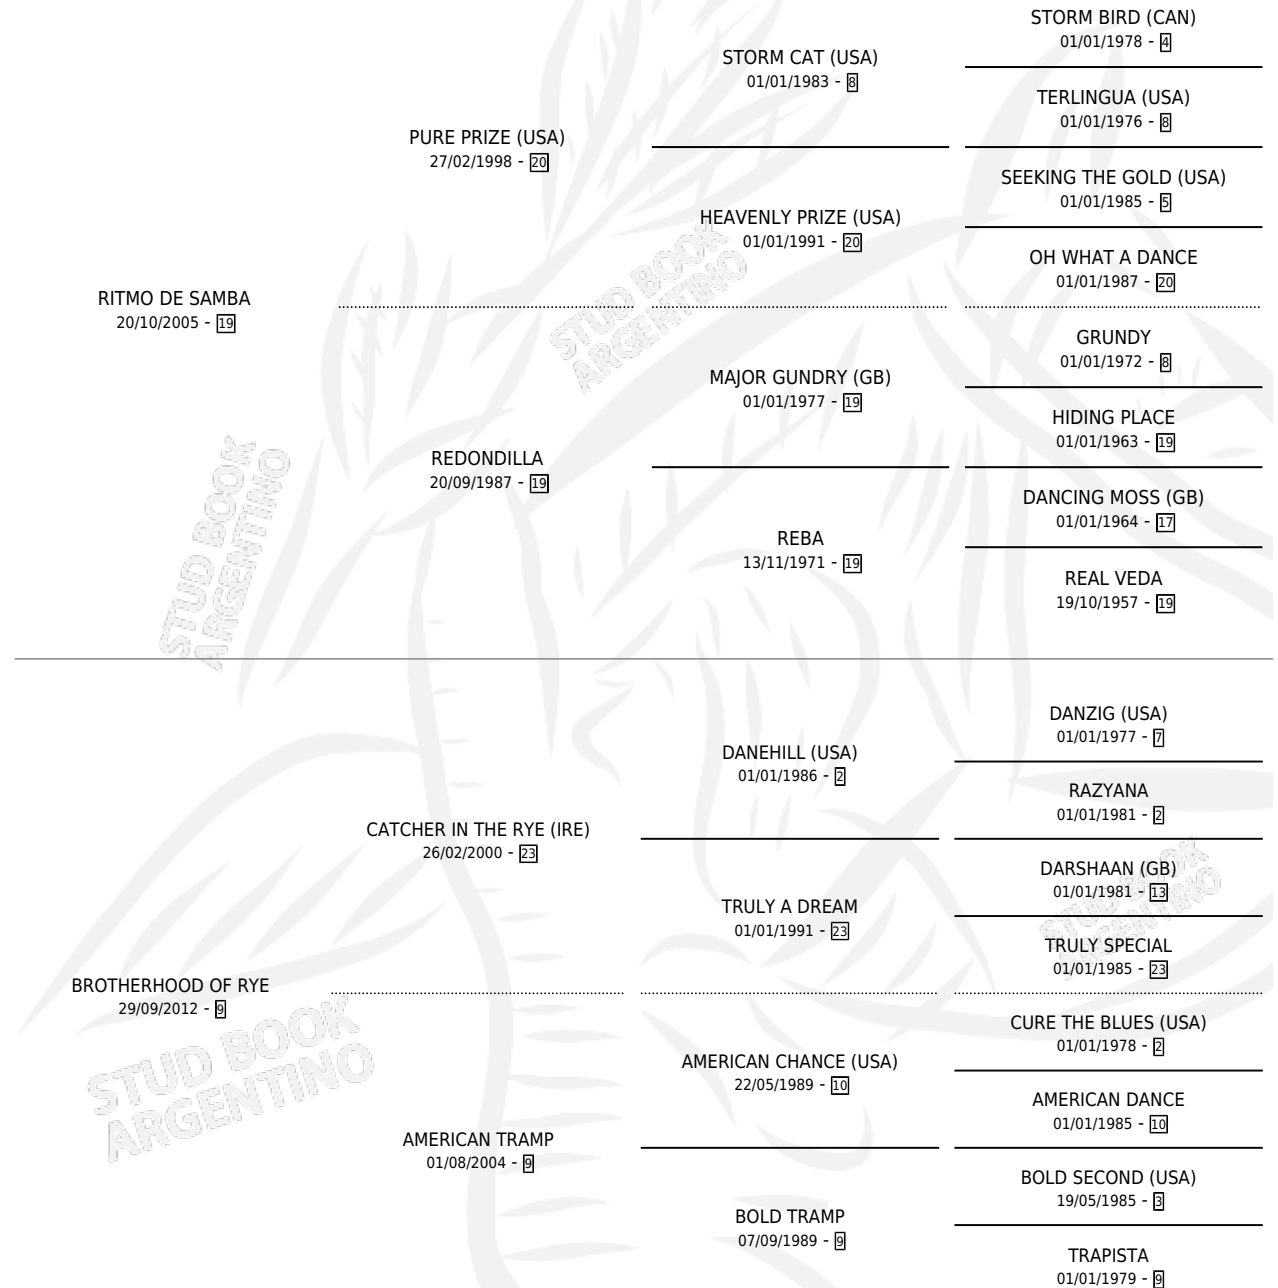 STORM BIRD (CAN)
01/01/1978 - 4
STORM CAT (USA)
01/01/1983 - 8
TERLINGUA (USA)
01/01/1976 - 8
PURE PRIZE (USA)
27/02/1998 - 20
SEEKING THE GOLD (USA)
01/01/1985 - 5
HEAVENLY PRIZE (USA)
01/01/1991 - 20
OH WHAT A DANCE
01/01/1987 - 20
RITMO DE SAMBA
20/10/2005 - 19
GRUNDY
01/01/1972 - 8
MAJOR GUNDRY (GB)
01/01/1977 - 19
HIDING PLACE
01/01/1963 - 19
REDONDILLA
20/09/1987 - 19
DANCING MOSS (GB)
01/01/1964 - 17
REBA
13/11/1971 - 19
REAL VEDA
19/10/1957 - 19
STUD BOOK
ARGENTINO
STUD BOOK
ARGENTINO
DANZIG (USA)
01/01/1977 - 7
DANEHILL (USA)
01/01/1986 - 2
RAZYANA
01/01/1981 - 2
CATCHER IN THE RYE (IRE)
26/02/2000 - 23
DARSHAAN (GB)
01/01/1981 - 13
TRULY A DREAM
01/01/1991 - 23
TRULY SPECIAL
01/01/1985 - 23
STUD BOOK
ARGENTINO
BROTHERHOOD OF RYE
29/09/2012 - 9
CURE THE BLUES (USA)
01/01/1978 - 2
AMERICAN CHANCE (USA)
22/05/1989 - 10
AMERICAN DANCE
01/01/1985 - 10
STUD BOOK
ARGENTINO
AMERICAN TRAMP
01/08/2004 - 9
BOLD SECOND (USA)
19/05/1985 - 3
BOLD TRAMP
07/09/1989 - 9
TRAPISTA
01/01/1979 - 9